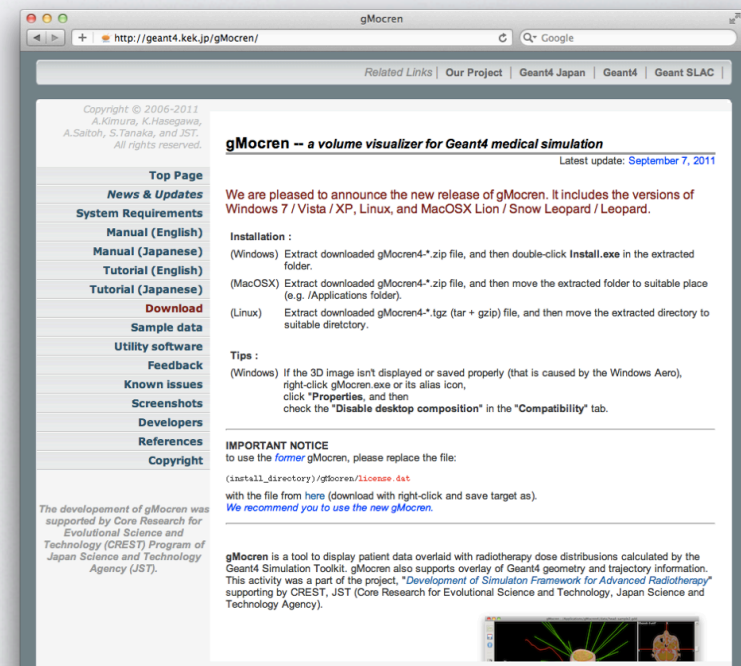 gMocren
http://geant4.kek.jp/gMocren/
Google
Related Links | Our Project | Geant4 Japan | Geant4 | Geant SLAC |
Copyright © 2006-2011
A.Kimura, K.Hasegawa,
A.Saitoh, S.Tanaka, and JST.
All rights reserved.
Top Page
News & Updates
System Requirements
Manual (English)
Manual (Japanese)
Tutorial (English)
Tutorial (Japanese)
Download
Sample data
Utility software
Feedback
Known issues
Screenshots
Developers
References
Copyright
The developement of gMocren was
supported by Core Research for
Evolutional Science and
Technology (CREST) Program of
Japan Science and Technology
Agency (JST).
gMocren -- a volume visualizer for Geant4 medical simulation
Latest update: September 7, 2011
We are pleased to announce the new release of gMocren. It includes the versions of
Windows 7 / Vista / XP, Linux, and MacOSX Lion / Snow Leopard / Leopard.
Installation :
(Windows) Extract downloaded gMocren4-*.zip file, and then double-click Install.exe in the extracted
folder.
(MacOSX) Extract downloaded gMocren4-*.zip file, and then move the extracted folder to suitable place
(e.g. /Applications folder).
(Linux) Extract downloaded gMocren4-*.tgz (tar + gzip) file, and then move the extracted directory to
suitable diretctory.
Tips :
(Windows) If the 3D image isn't displayed or saved properly (that is caused by the Windows Aero),
right-click gMocren.exe or its alias icon,
click "Properties, and then
check the "Disable desktop composition" in the "Compatibility" tab.
IMPORTANT NOTICE
to use the former gMocren, please replace the file:
(install_directory)/gMocren/license.dat
with the file from here (download with right-click and save target as).
We recommend you to use the new gMocren.
gMocren is a tool to display patient data overlaid with radiotherapy dose distribusions calculated by the
Geant4 Simulation Toolkit. gMocren also supports overlay of Geant4 geometry and trajectory information.
This activity was a part of the project, "Development of Simulaton Framework for Advanced Radiotherapy"
supporting by CREST, JST (Core Research for Evolutional Science and Technology, Japan Science and
Technology Agency).